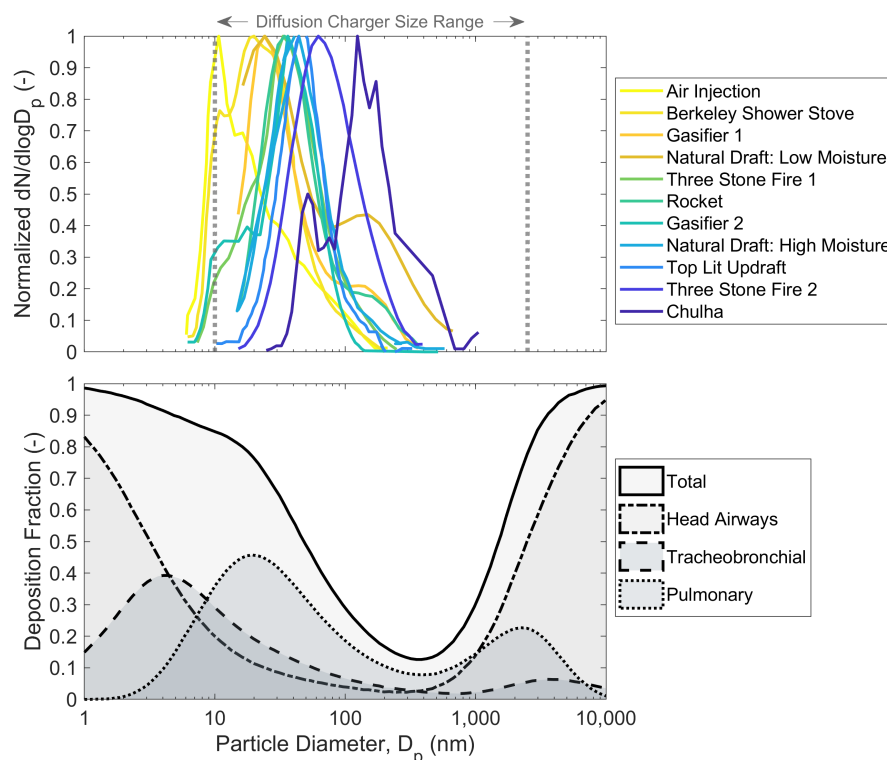 Diffusion Charger Size Range
1
0.9
0.8
0.7
0.6
0.5
0.4
0.3
0.2
0.1
0
Normalized dN/dlogDp (-)
Air Injection
Berkeley Shower Stove
Gasifier 1
Natural Draft: Low Moisture
Three Stone Fire 1
Rocket
Gasifier 2
Natural Draft: High Moisture
Top Lit Updraft
Three Stone Fire 2
Chulha
1
0.9
0.8
0.7
0.6
0.5
0.4
0.3
0.2
0.1
0
Deposition Fraction (-)
Total
Head Airways
Tracheobronchial
Pulmonary
1 10 100 1,000 10,000
Particle Diameter, Dp (nm)